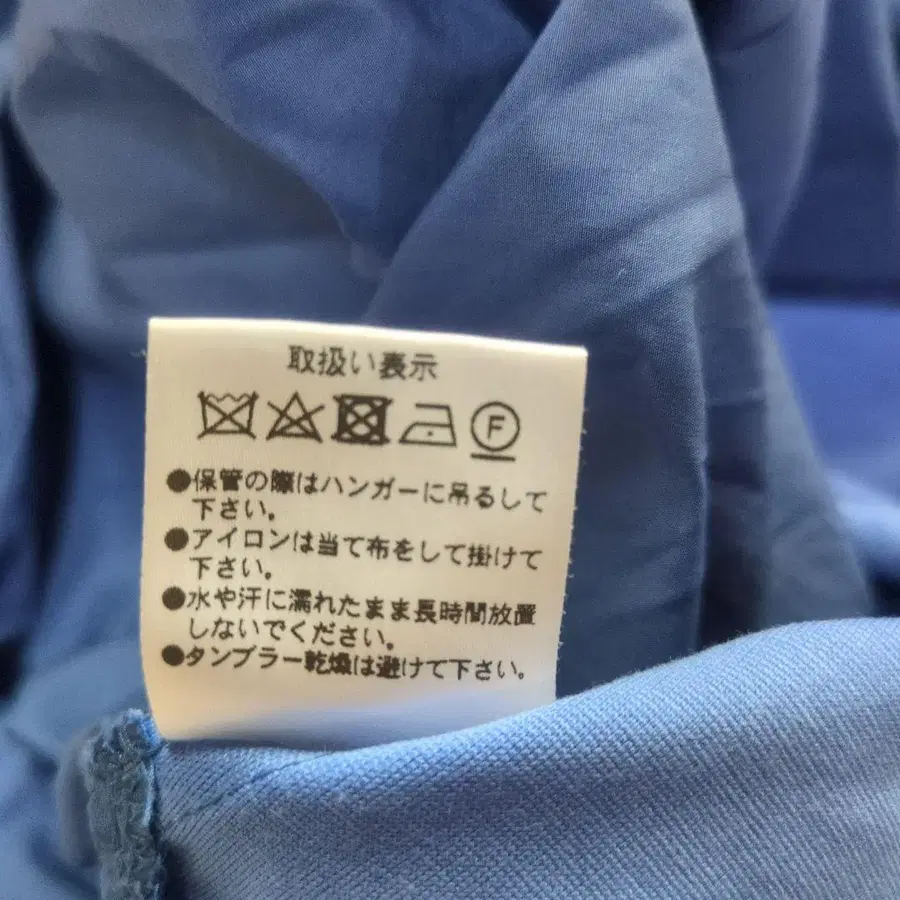 取扱い表示
F
●保管の際はハンガーに吊るして
下さい。
●アイロンは当て布をして掛けて
下さい。
●水や汗に濡れたまま長時間放置
しないでください。
●タンブラー乾燥は避けて下さい。